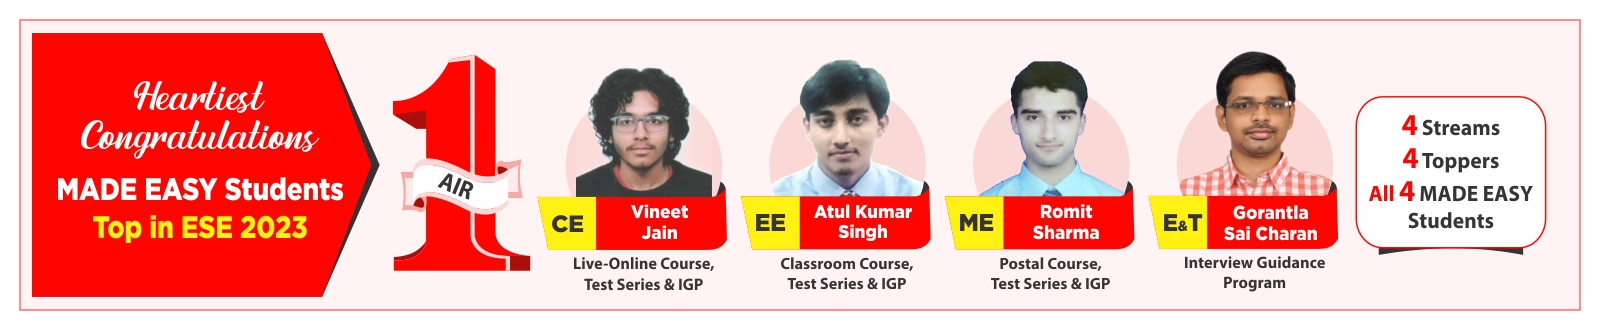 Heartiest
Congratulations
MADE EASY Students
Top in ESE 2023
1
AIR
CE
Vineet
Jain
Live-Online Course,
Test Series & IGP
EE
Atul Kumar
Singh
Classroom Course,
Test Series & IGP
ME
Romit
Sharma
Postal Course,
Test Series & IGP
E&T
Gorantla
Sai Charan
Interview Guidance
Program
4 Streams
4 Toppers
All 4 MADE EASY
Students